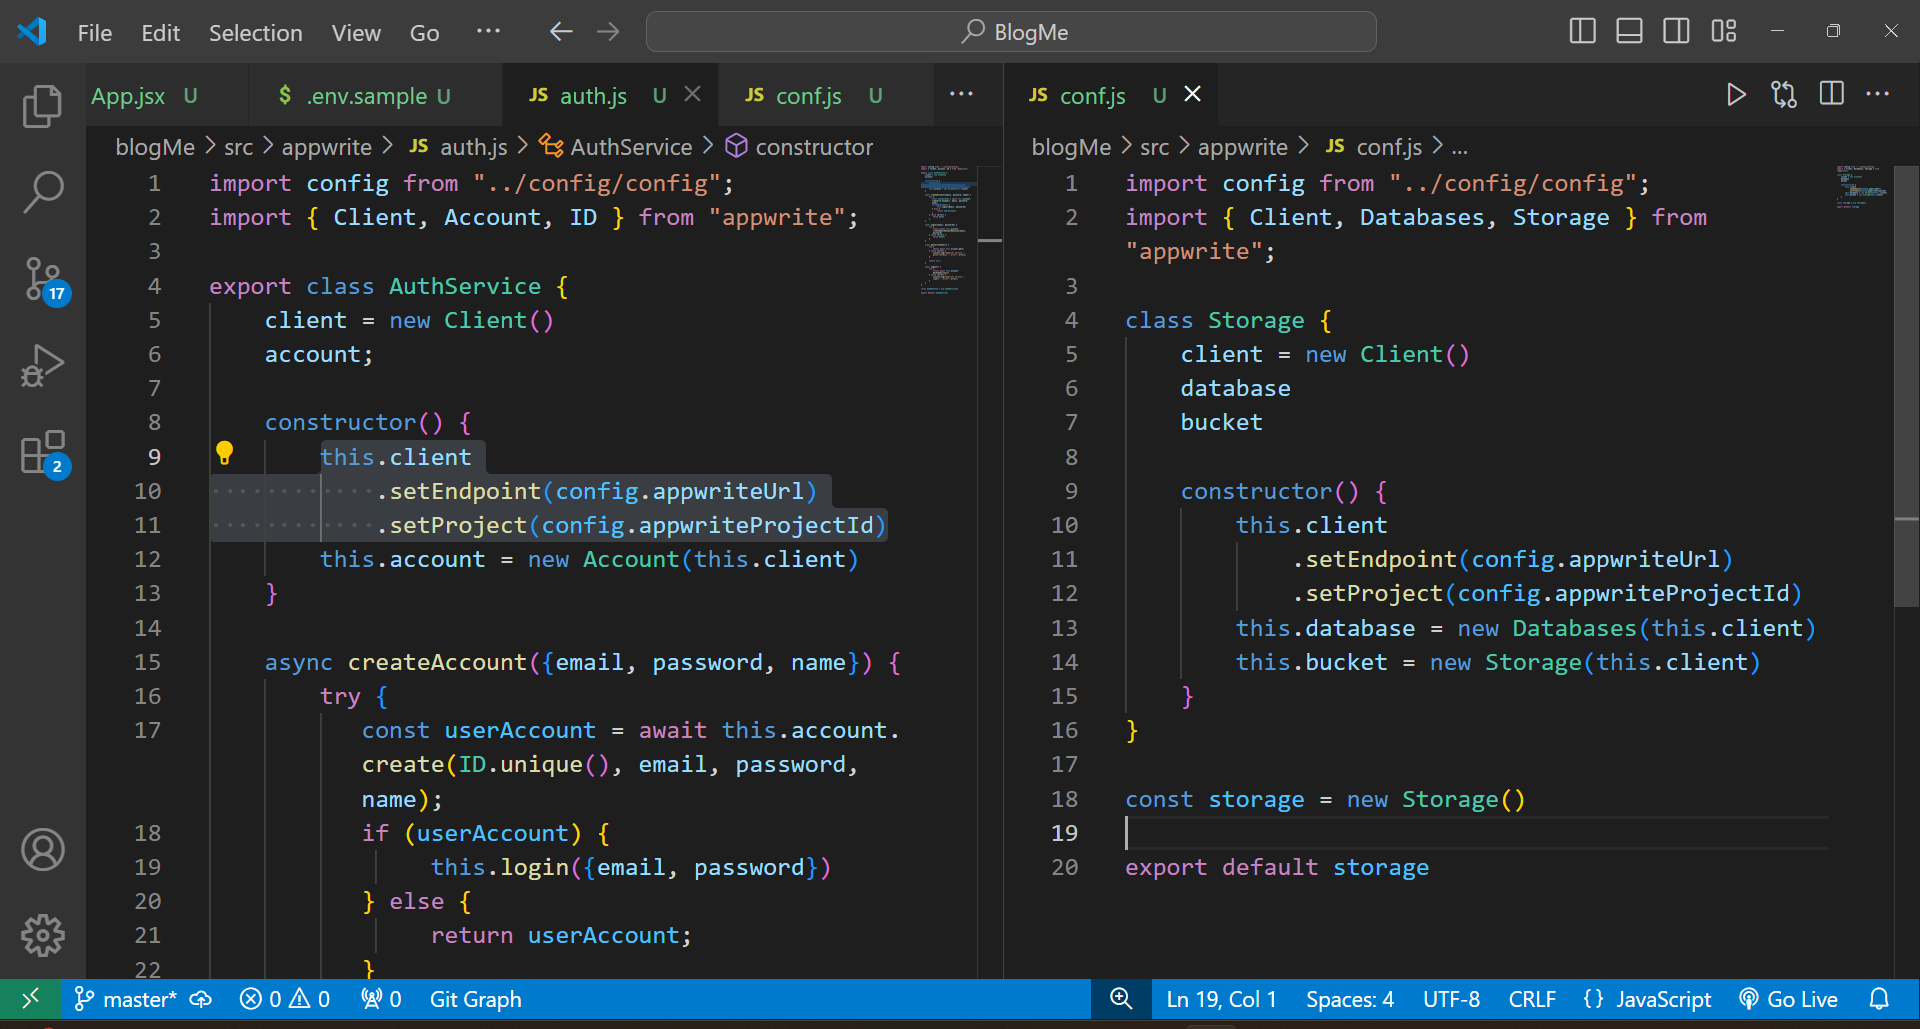 File Edit Selection View Go ··· BlogMe
App.jsx U $ .env.sample U JS auth.js U JS conf.js U ···
blogMe > src > appwrite > JS auth.js > AuthService > constructor
1 import config from "../config/config";
2 import { Client, Account, ID } from "appwrite";
3
4 export class AuthService {
5 client = new Client()
6 account;
7
8 constructor() {
9 this.client
10 .setEndpoint(config.appwriteUrl)
11 .setProject(config.appwriteProjectId)
12 this.account = new Account(this.client)
13 }
14
15 async createAccount({email, password, name}) {
16 try {
17 const userAccount = await this.account.
create(ID.unique(), email, password,
name);
18 if (userAccount) {
19 this.login({email, password})
20 } else {
21 return userAccount;
22 }
JS conf.js U ···
blogMe > src > appwrite > JS conf.js > ...
1 import config from "../config/config";
2 import { Client, Databases, Storage } from
"appwrite";
3
4 class Storage {
5 client = new Client()
6 database
7 bucket
8
9 constructor() {
10 this.client
11 .setEndpoint(config.appwriteUrl)
12 .setProject(config.appwriteProjectId)
13 this.database = new Databases(this.client)
14 this.bucket = new Storage(this.client)
15 }
16 }
17
18 const storage = new Storage()
19
20 export default storage
17
2
master* 0 0 0 Git Graph Ln 19, Col 1 Spaces: 4 UTF-8 CRLF {} JavaScript Go Live